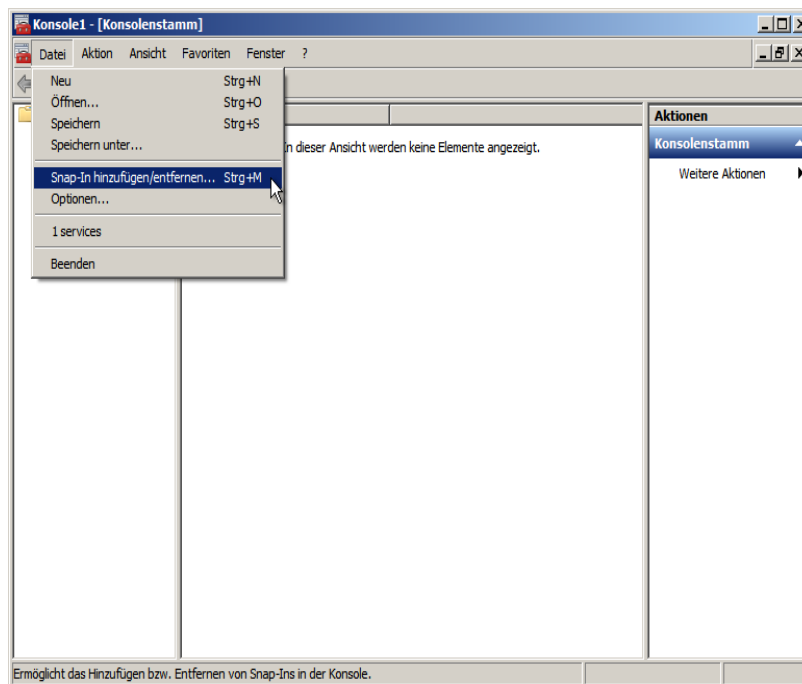 Konsole1 - [Konsolenstamm]
Datei Aktion Ansicht Favoriten Fenster ?
Neu Strg+N
Öffnen... Strg+O
Speichern Strg+S
Speichern unter...
Snap-In hinzufügen/entfernen... Strg+M
Optionen...
1 services
Beenden
In dieser Ansicht werden keine Elemente angezeigt.
Aktionen
Konsolenstamm
Weitere Aktionen
Ermöglicht das Hinzufügen bzw. Entfernen von Snap-Ins in der Konsole.